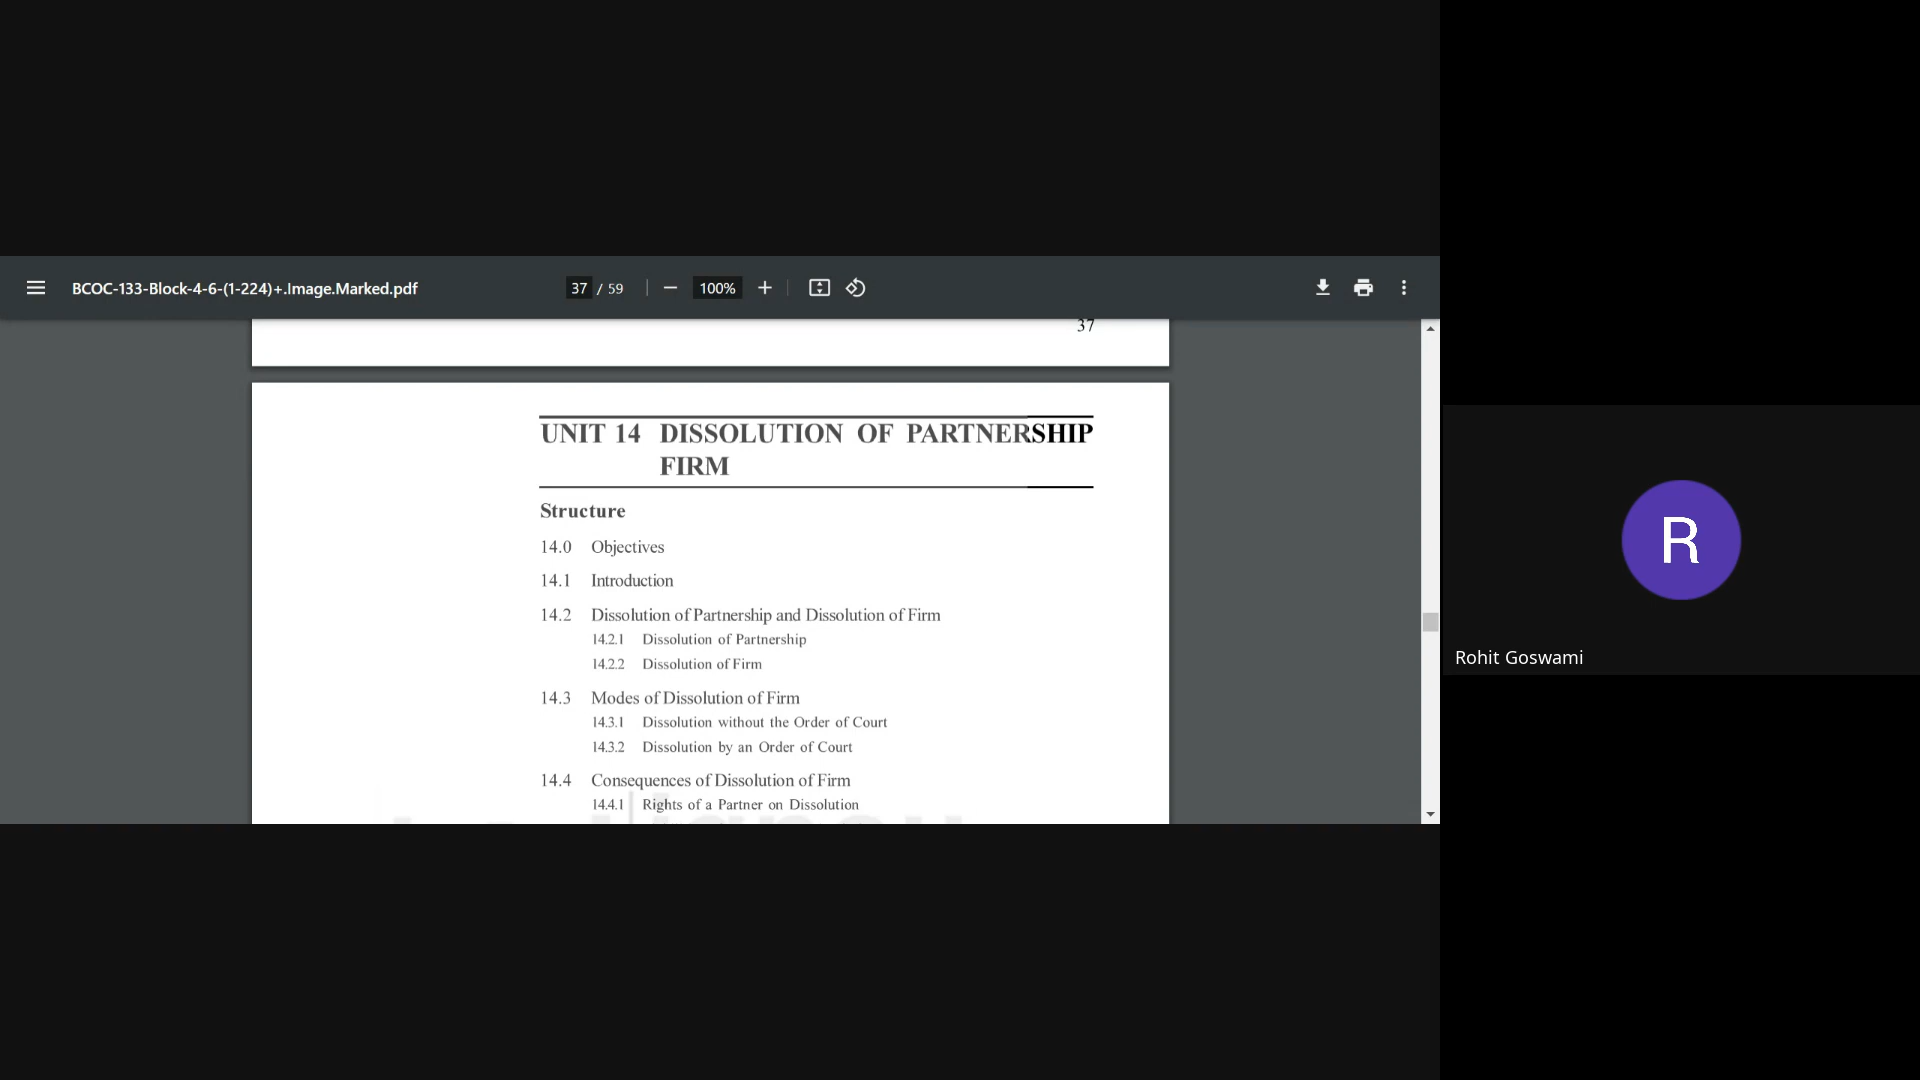 BCOC-133-Block-4-6-(1-224)+.Image.Marked.pdf
37 / 59
100%
37
UNIT 14 DISSOLUTION OF PARTNERSHIP
FIRM
Structure
14.0 Objectives
14.1 Introduction
14.2 Dissolution of Partnership and Dissolution of Firm
14.2.1 Dissolution of Partnership
14.2.2 Dissolution of Firm
14.3 Modes of Dissolution of Firm
14.3.1 Dissolution without the Order of Court
14.3.2 Dissolution by an Order of Court
14.4 Consequences of Dissolution of Firm
14.4.1 Rights of a Partner on Dissolution
R
Rohit Goswami